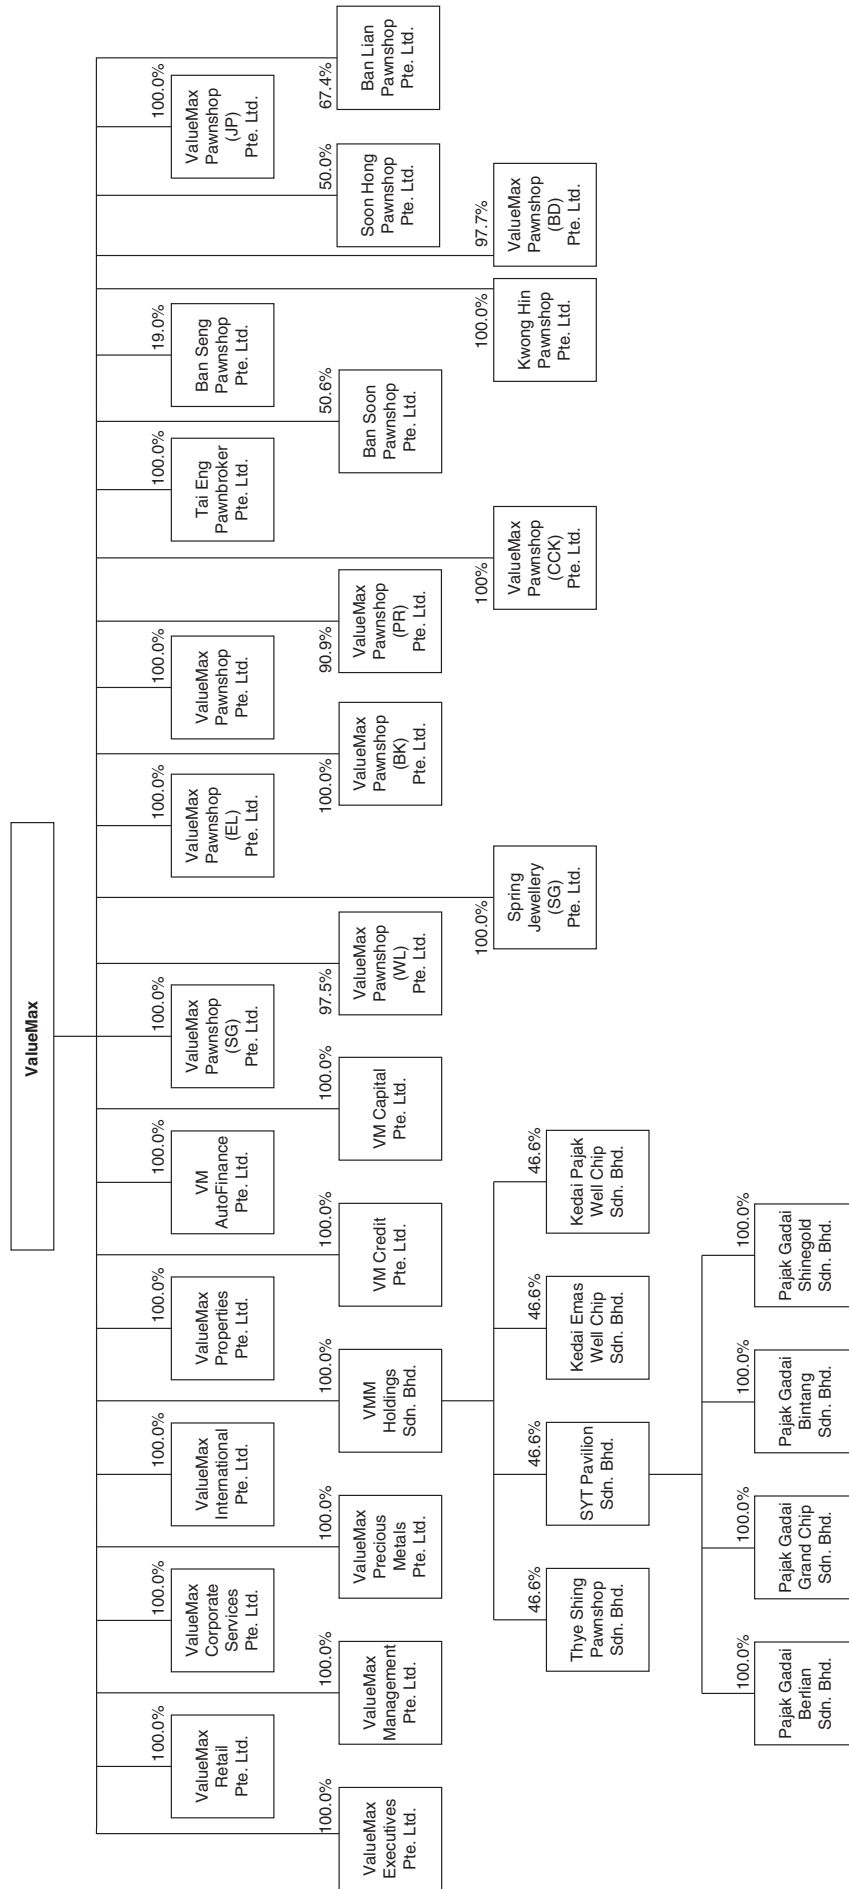 ValueMax
100.0%
ValueMax
Retail
Pte. Ltd.
100.0%
ValueMax
Corporate
Services
Pte. Ltd.
100.0%
ValueMax
International
Pte. Ltd.
100.0%
ValueMax
Properties
Pte. Ltd.
100.0%
VM
AutoFinance
Pte. Ltd.
100.0%
ValueMax
Pawnshop
(SG)
Pte. Ltd.
100.0%
ValueMax
Pawnshop
(EL)
Pte. Ltd.
100.0%
ValueMax
Pawnshop
Pte. Ltd.
100.0%
Tai Eng
Pawnbroker
Pte. Ltd.
19.0%
Ban Seng
Pawnshop
Pte. Ltd.
100.0%
ValueMax
Pawnshop
(JP)
Pte. Ltd.
100.0%
ValueMax
Executives
Pte. Ltd.
100.0%
ValueMax
Management
Pte. Ltd.
100.0%
ValueMax
Precious
Metals
Pte. Ltd.
100.0%
VMM
Holdings
Sdn. Bhd.
100.0%
VM Credit
Pte. Ltd.
100.0%
VM Capital
Pte. Ltd.
97.5%
ValueMax
Pawnshop
(WL)
Pte. Ltd.
100.0%
ValueMax
Pawnshop
(BK)
Pte. Ltd.
90.9%
ValueMax
Pawnshop
(PR)
Pte. Ltd.
50.6%
Ban Soon
Pawnshop
Pte. Ltd.
50.0%
Soon Hong
Pawnshop
Pte. Ltd.
67.4%
Ban Lian
Pawnshop
Pte. Ltd.
100.0%
Spring
Jewellery
(SG)
Pte. Ltd.
100%
ValueMax
Pawnshop
(CCK)
Pte. Ltd.
100.0%
Kwong Hin
Pawnshop
Pte. Ltd.
97.7%
ValueMax
Pawnshop
(BD)
Pte. Ltd.
46.6%
Thye Shing
Pawnshop
Sdn. Bhd.
46.6%
SYT Pavilion
Sdn. Bhd.
46.6%
Kedai Emas
Well Chip
Sdn. Bhd.
46.6%
Kedai Pajak
Well Chip
Sdn. Bhd.
100.0%
Pajak Gadai
Berlian
Sdn. Bhd.
100.0%
Pajak Gadai
Grand Chip
Sdn. Bhd.
100.0%
Pajak Gadai
Bintang
Sdn. Bhd.
100.0%
Pajak Gadai
Shinegold
Sdn. Bhd.